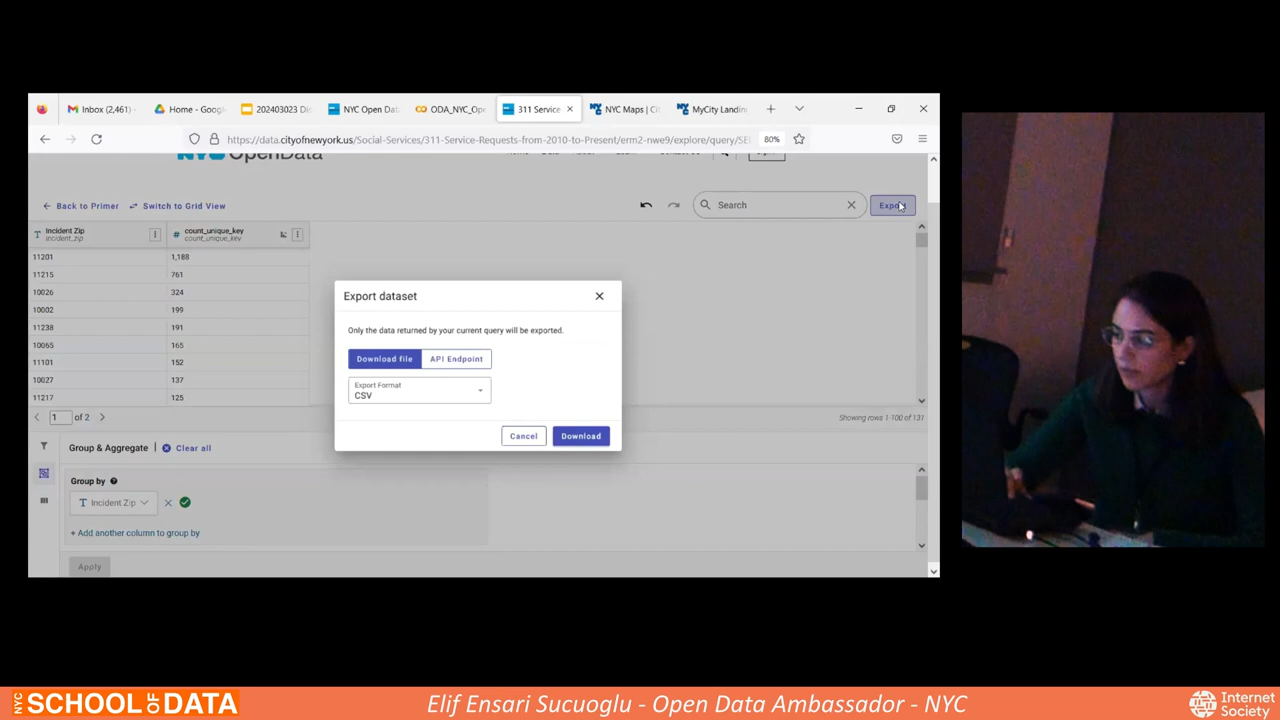 Inbox (2,461)
Home - Goog
202403023 Di
NYC Open Dat
ODA_NYC_Op
311 Service
NYC Maps | Ci
MyCity Landin
https://data.cityofnewyork.us/Social-Services/311-Service-Requests-from-2010-to-Present/erm2-nwe9/explore/query/SE
80%
NYC OpenData
Back to Primer
Switch to Grid View
Search
Export
Incident Zip
incident_zip
count_unique_key
count_unique_key
11201 1,188
11215 761
10026 324
10002 199
11238 191
10065 165
11101 152
10027 137
11217 125
Export dataset
Only the data returned by your current query will be exported.
Download file
API Endpoint
Export Format
CSV
Cancel
Download
1 of 2
Showing rows 1-100 of 131
Group & Aggregate
Clear all
Group by
Incident Zip
+ Add another column to group by
Apply
NYC SCHOOL OF DATA
Elif Ensari Sucuoglu - Open Data Ambassador - NYC
Internet
Society